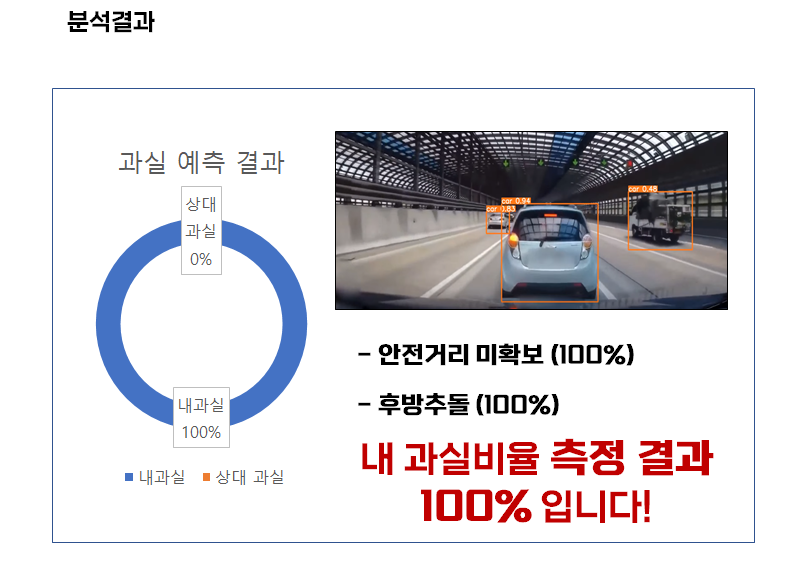 분석결과
과실 예측 결과
상대
과실
0%
내과실
100%
내과실 상대 과실
car 0.94
car 0.83
car 0.48
- 안전거리 미확보 (100%)
- 후방추돌 (100%)
내 과실비율 측정 결과
100% 입니다!